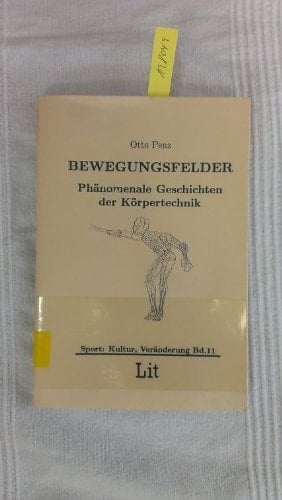 Otto Penz
BEWEGUNGSFELDER
Phänomenale Geschichten
der Körpertechnik
Sport: Kultur, Veränderung Bd.11
Lit